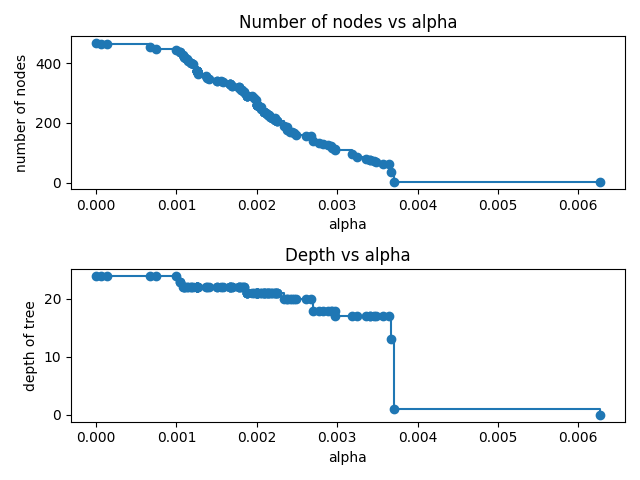 Number of nodes vs alpha
number of nodes
400
200
0
0.000 0.001 0.002 0.003 0.004 0.005 0.006
alpha
Depth vs alpha
depth of tree
20
10
0
0.000 0.001 0.002 0.003 0.004 0.005 0.006
alpha